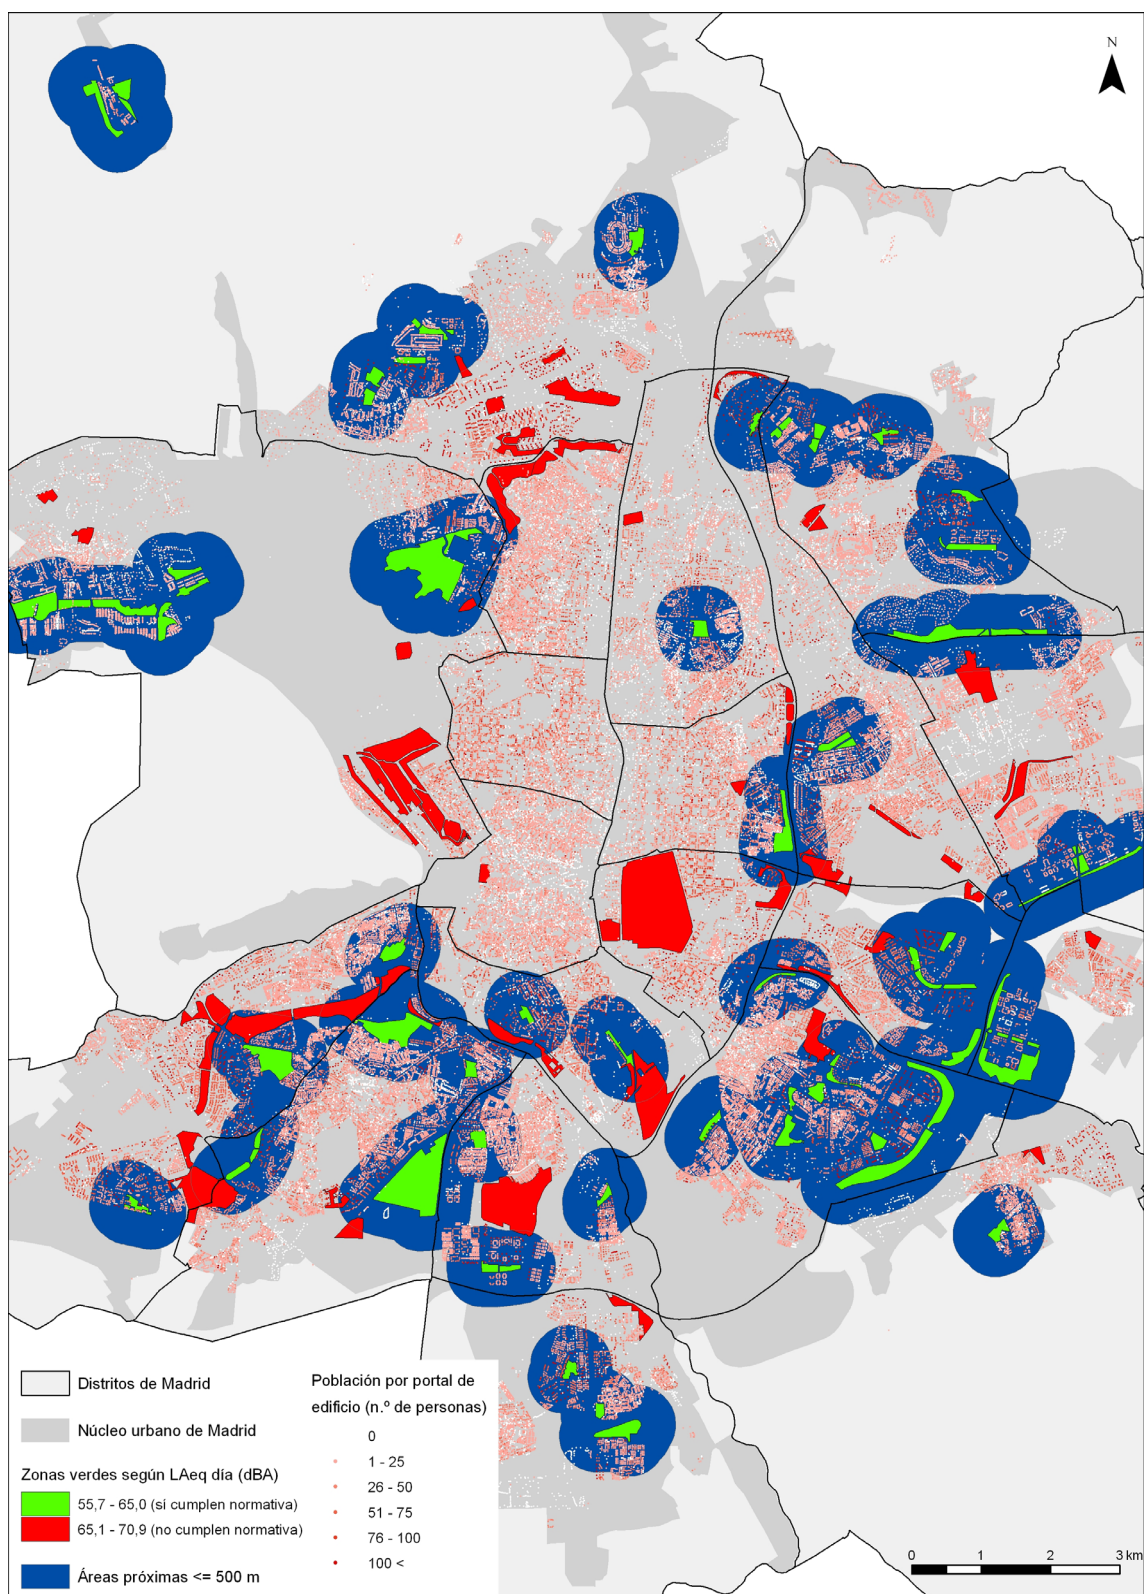 N
Distritos de Madrid
Núcleo urbano de Madrid
Zonas verdes según LAeq día (dBA)
55,7 - 65,0 (sí cumplen normativa)
65,1 - 70,9 (no cumplen normativa)
Áreas próximas <= 500 m
Población por portal de
edificio (n.º de personas)
0
1 - 25
26 - 50
51 - 75
76 - 100
100 <
0 1 2 3 km